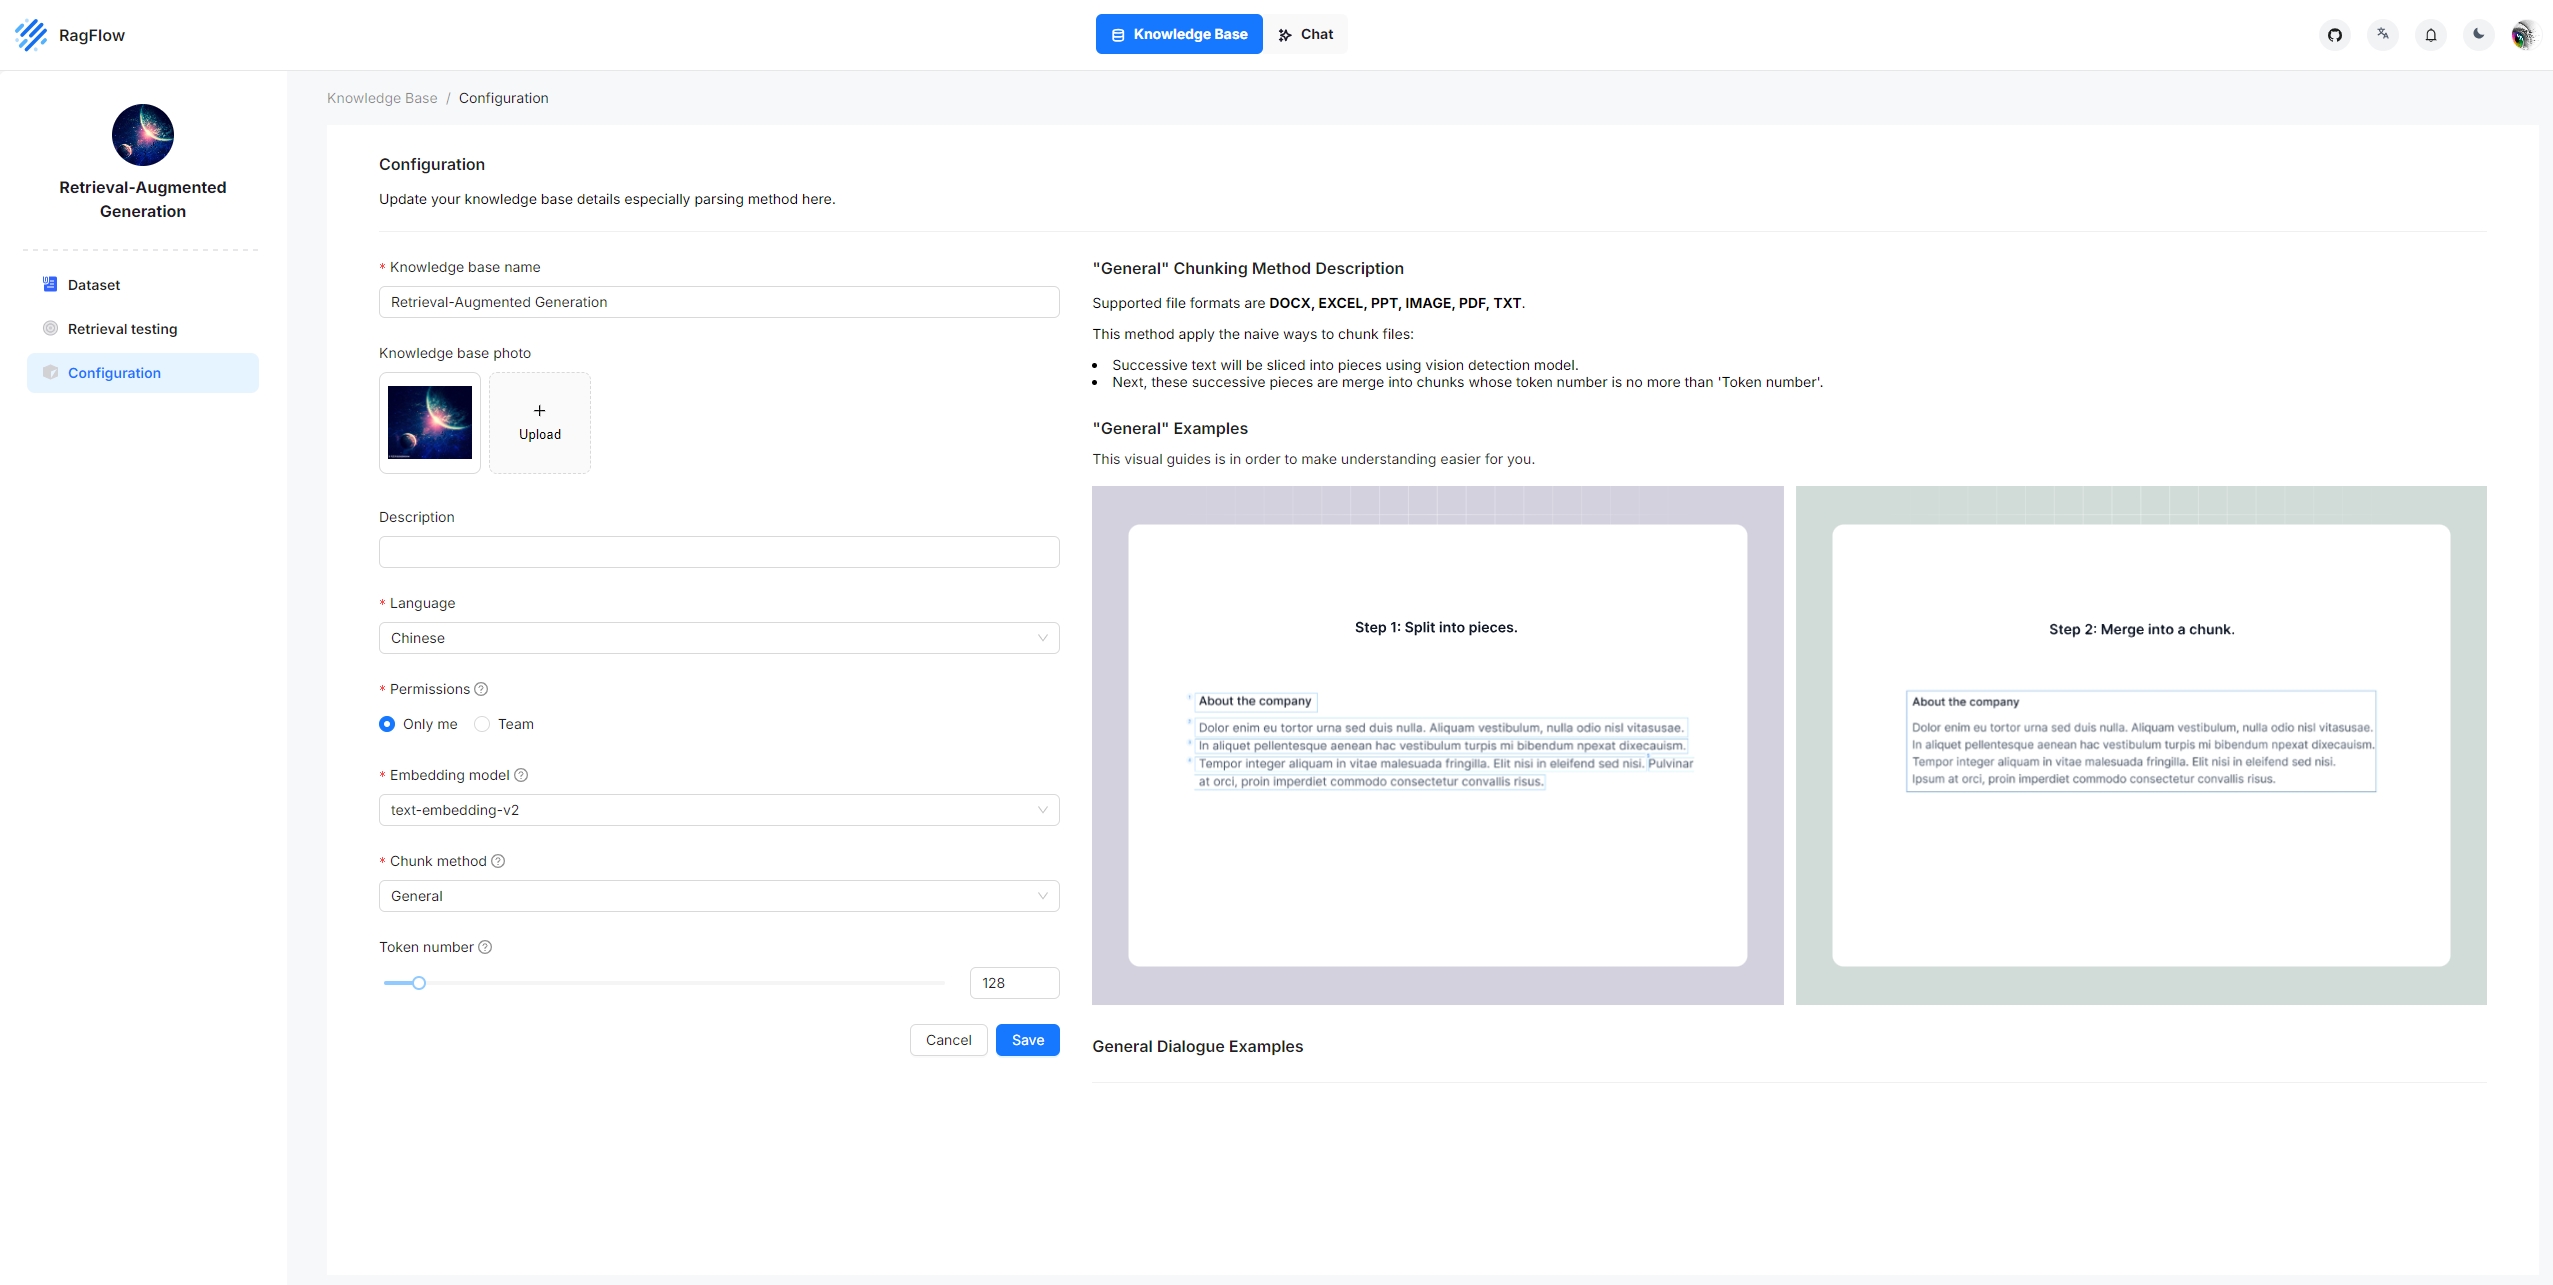 RagFlow
Knowledge Base
Chat
Retrieval-Augmented
Generation
Dataset
Retrieval testing
Configuration
Knowledge Base / Configuration
Configuration
Update your knowledge base details especially parsing method here.
* Knowledge base name
Retrieval-Augmented Generation
Knowledge base photo
+
Upload
Description
* Language
Chinese
* Permissions ?
Only me
Team
* Embedding model ?
text-embedding-v2
* Chunk method ?
General
Token number ?
128
Cancel
Save
"General" Chunking Method Description
Supported file formats are DOCX, EXCEL, PPT, IMAGE, PDF, TXT.
This method apply the naive ways to chunk files:
• Successive text will be sliced into pieces using vision detection model.
• Next, these successive pieces are merge into chunks whose token number is no more than 'Token number'.
"General" Examples
This visual guides is in order to make understanding easier for you.
Step 1: Split into pieces.
About the company
Dolor enim eu tortor urna sed duis nulla. Aliquam vestibulum, nulla odio nisl vitasusae.
In aliquet pellentesque aenean hac vestibulum turpis mi bibendum npexat dixecauism.
Tempor integer aliquam in vitae malesuada fringilla. Elit nisi in eleifend sed nisi. Pulvinar
at orci, proin imperdiet commodo consectetur convallis risus.
Step 2: Merge into a chunk.
About the company
Dolor enim eu tortor urna sed duis nulla. Aliquam vestibulum, nulla odio nisl vitasusae.
In aliquet pellentesque aenean hac vestibulum turpis mi bibendum npexat dixecauism.
Tempor integer aliquam in vitae malesuada fringilla. Elit nisi in eleifend sed nisi.
Ipsum at orci, proin imperdiet commodo consectetur convallis risus.
General Dialogue Examples